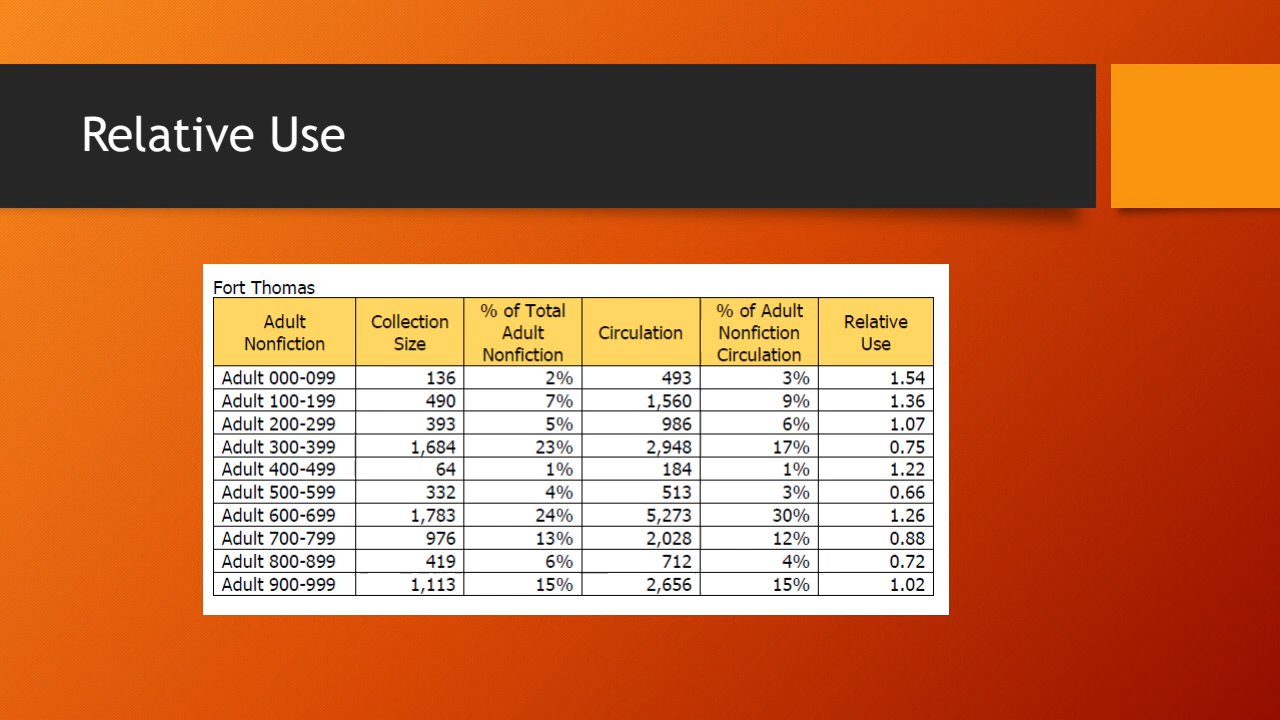 Relative Use
Fort Thomas
Adult Nonfiction | Collection Size | % of Total Adult Nonfiction | Circulation | % of Adult Nonfiction Circulation | Relative Use
Adult 000-099 | 136 | 2% | 493 | 3% | 1.54
Adult 100-199 | 490 | 7% | 1,560 | 9% | 1.36
Adult 200-299 | 393 | 5% | 986 | 6% | 1.07
Adult 300-399 | 1,684 | 23% | 2,948 | 17% | 0.75
Adult 400-499 | 64 | 1% | 184 | 1% | 1.22
Adult 500-599 | 332 | 4% | 513 | 3% | 0.66
Adult 600-699 | 1,783 | 24% | 5,273 | 30% | 1.26
Adult 700-799 | 976 | 13% | 2,028 | 12% | 0.88
Adult 800-899 | 419 | 6% | 712 | 4% | 0.72
Adult 900-999 | 1,113 | 15% | 2,656 | 15% | 1.02